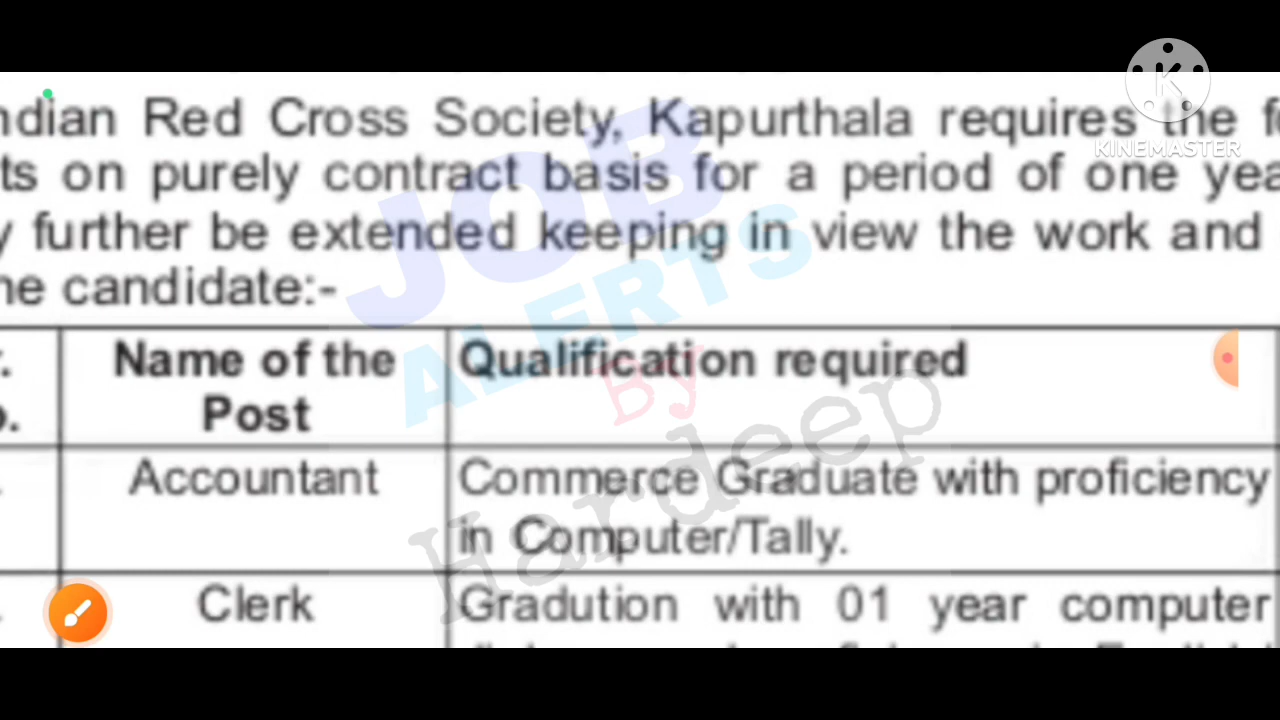 KINEMASTER
ndian Red Cross Society, Kapurthala requires the f
ts on purely contract basis for a period of one yea
y further be extended keeping in view the work and
ne candidate:-
Name of the Post
Qualification required
Accountant
Commerce Graduate with proficiency
in Computer/Tally.
Clerk
Gradution with 01 year computer
JOB
ALERTS
By
Hardeep